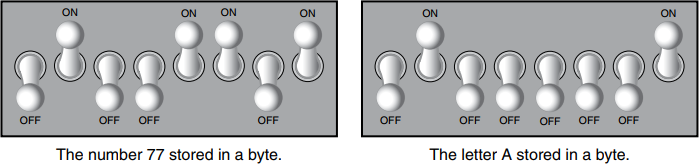 ON ON ON ON
OFF OFF OFF OFF
The number 77 stored in a byte.
ON ON
OFF OFF OFF OFF OFF OFF
The letter A stored in a byte.